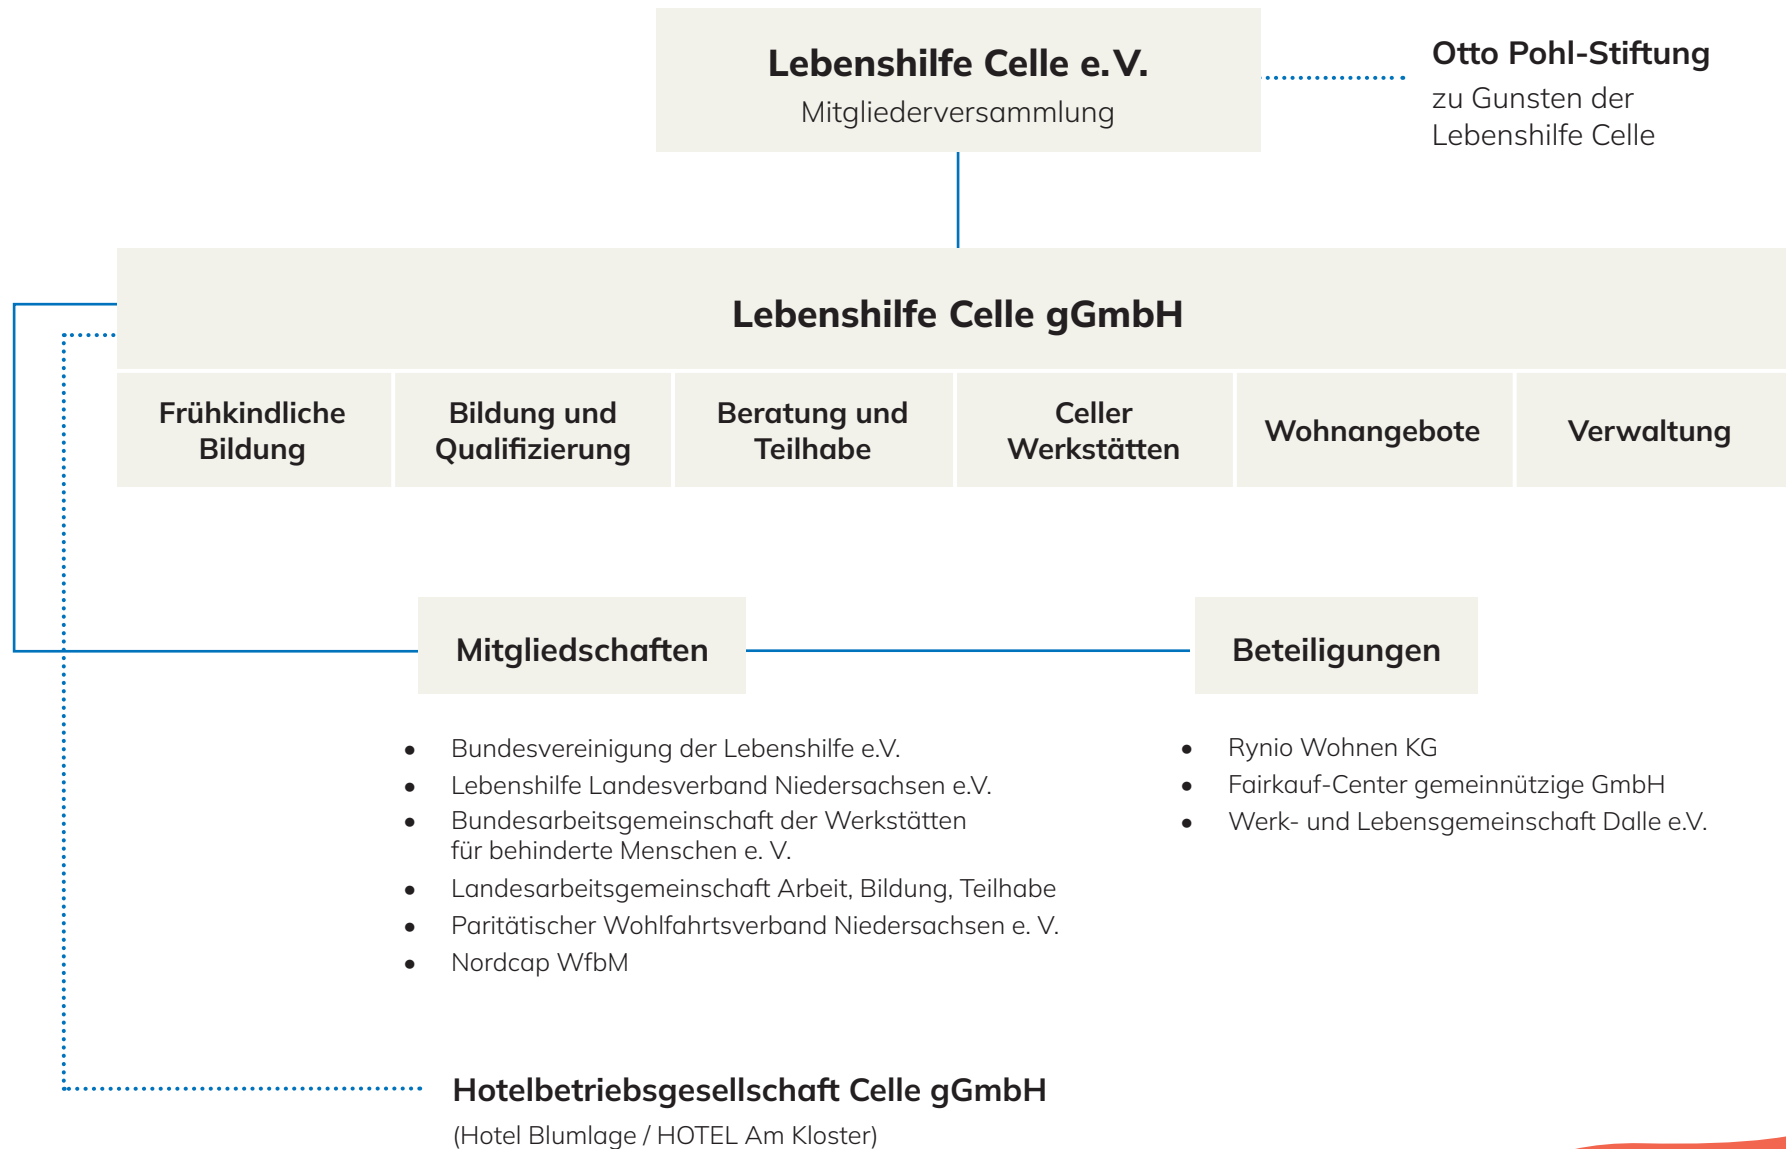 Lebenshilfe Celle e.V.
Mitgliederversammlung
Otto Pohl-Stiftung
zu Gunsten der
Lebenshilfe Celle
Lebenshilfe Celle gGmbH
Frühkindliche
Bildung
Bildung und
Qualifizierung
Beratung und
Teilhabe
Celler
Werkstätten
Wohnangebote
Verwaltung
Mitgliedschaften
• Bundesvereinigung der Lebenshilfe e.V.
• Lebenshilfe Landesverband Niedersachsen e.V.
• Bundesarbeitsgemeinschaft der Werkstätten
für behinderte Menschen e. V.
• Landesarbeitsgemeinschaft Arbeit, Bildung, Teilhabe
• Paritätischer Wohlfahrtsverband Niedersachsen e. V.
• Nordcap WfbM
Beteiligungen
• Rynio Wohnen KG
• Fairkauf-Center gemeinnützige GmbH
• Werk- und Lebensgemeinschaft Dalle e.V.
Hotelbetriebsgesellschaft Celle gGmbH
(Hotel Blumlage / HOTEL Am Kloster)